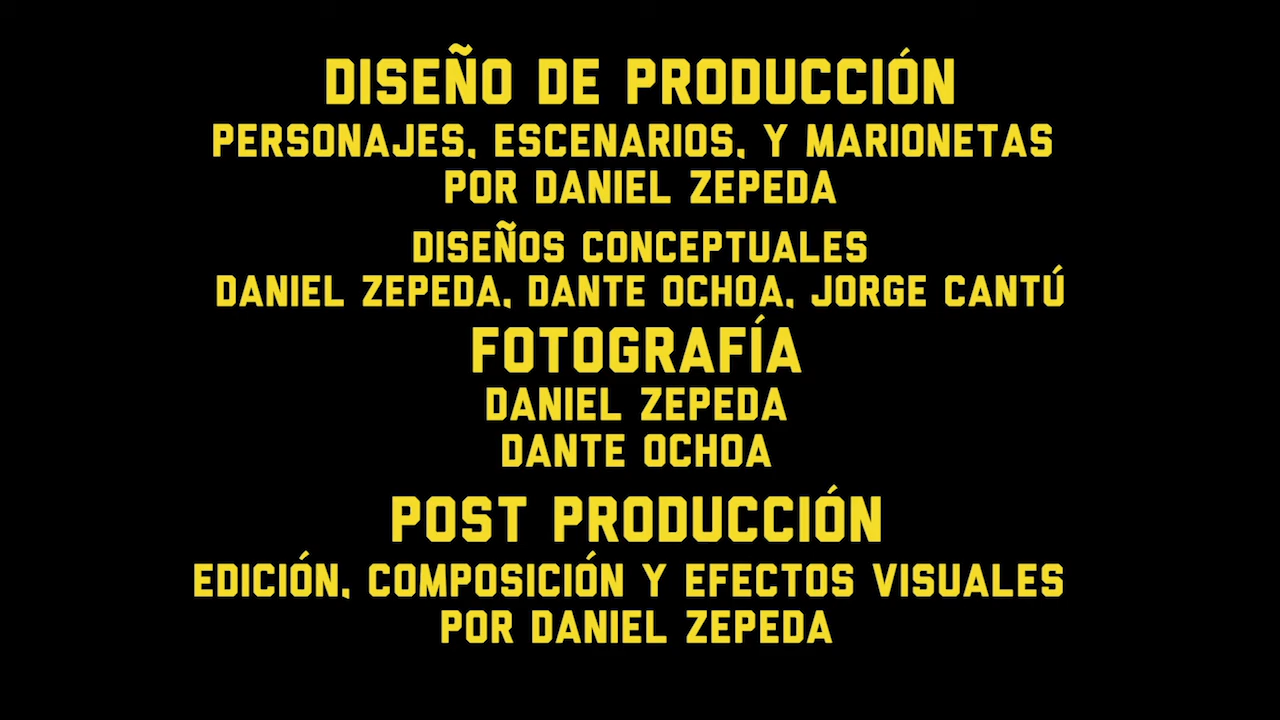 DISEÑO DE PRODUCCIÓN
PERSONAJES, ESCENARIOS, Y MARIONETAS
POR DANIEL ZEPEDA
DISEÑOS CONCEPTUALES
DANIEL ZEPEDA, DANTE OCHOA, JORGE CANTÚ
FOTOGRAFÍA
DANIEL ZEPEDA
DANTE OCHOA
POST PRODUCCIÓN
EDICIÓN, COMPOSICIÓN Y EFECTOS VISUALES
POR DANIEL ZEPEDA